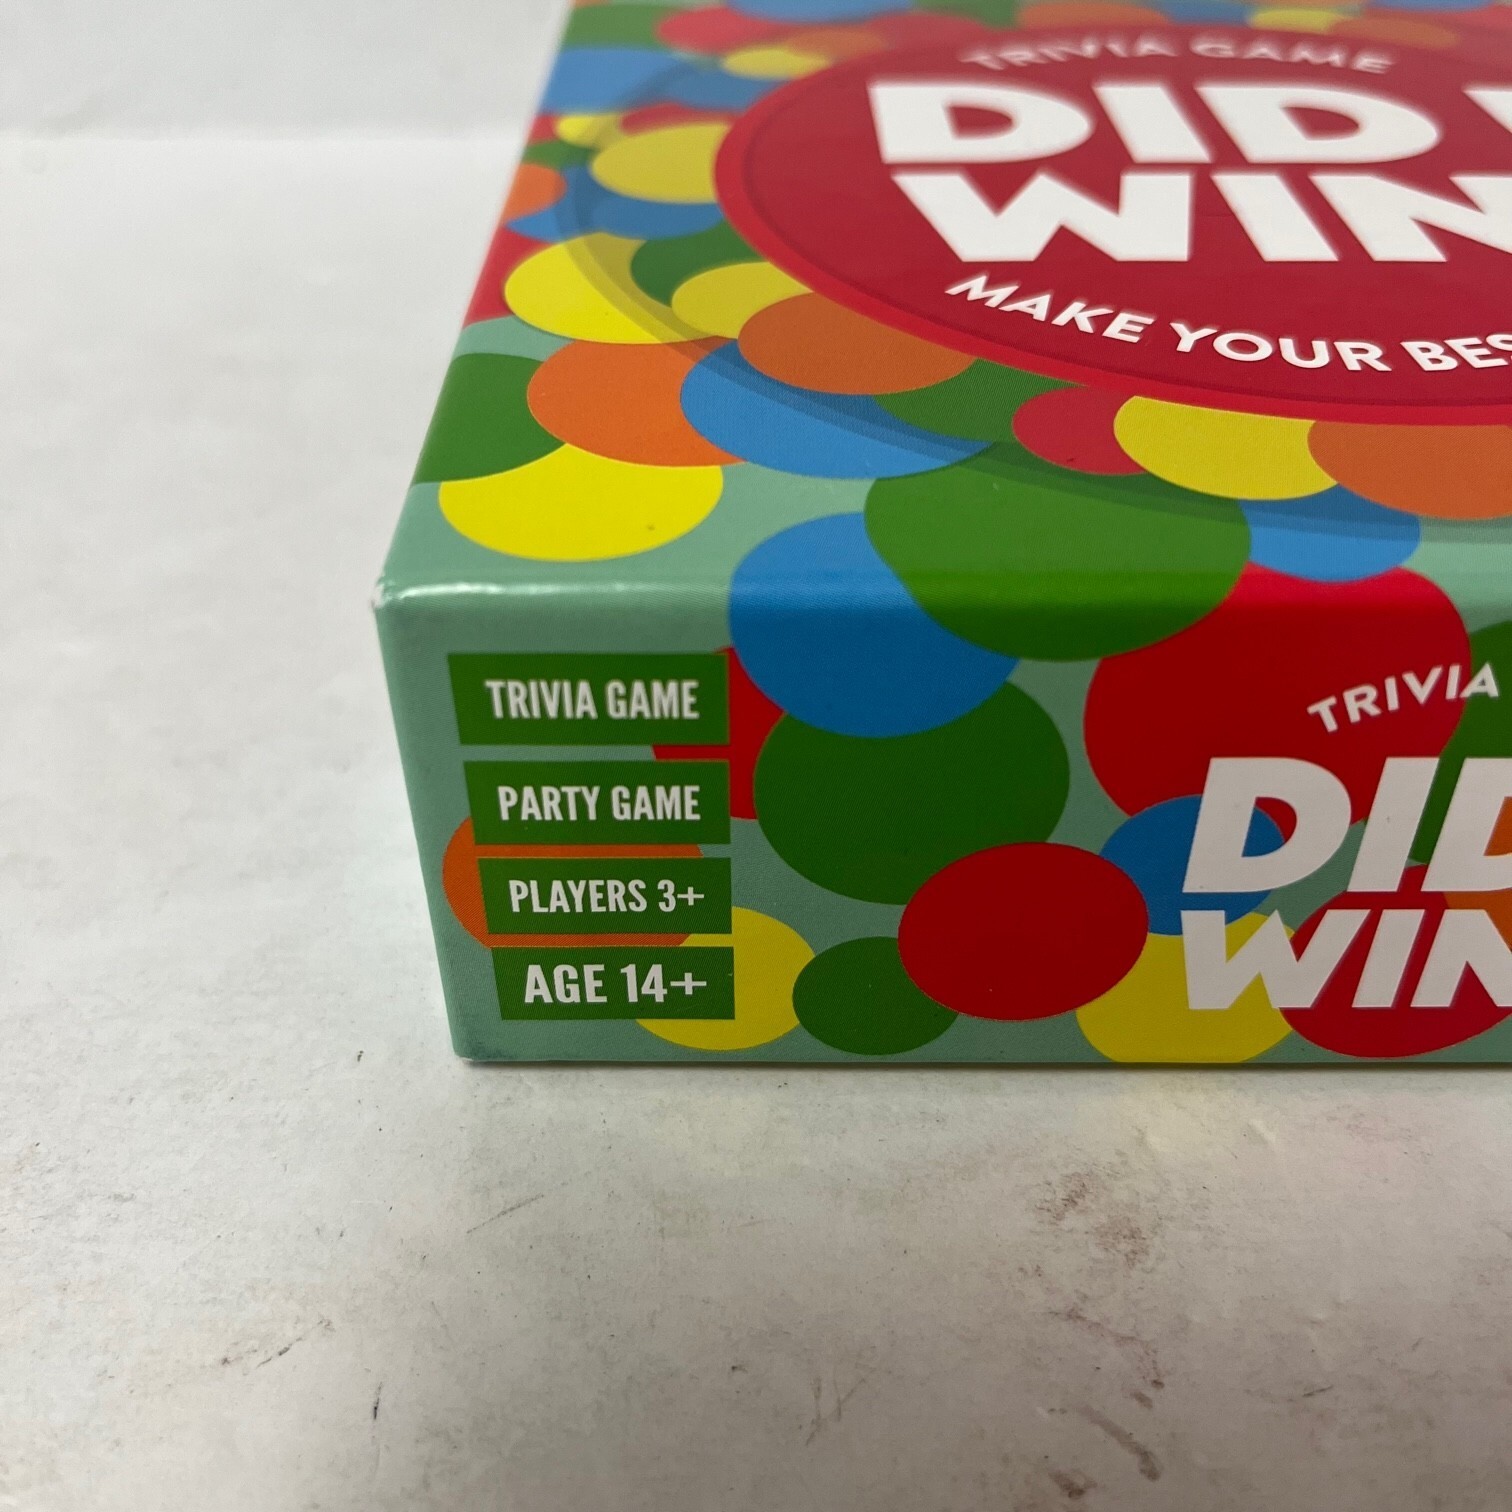 TRIVIA GAME
DID
WIN
MAKE YOUR BES
TRIVIA GAME
PARTY GAME
PLAYERS 3+
AGE 14+
TRIVIA
DID
WIN